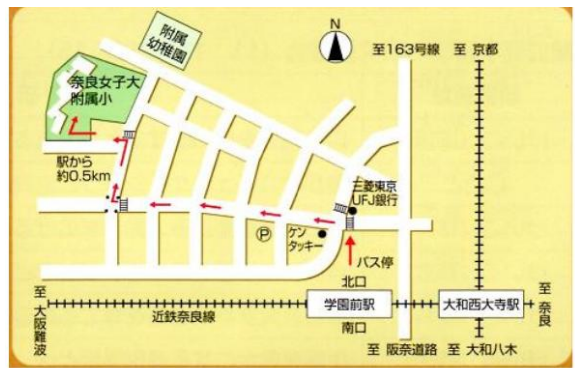 附属
幼稚園
N
至163号線
至 京都
奈良女子大
附属小
駅から
約0.5km
三菱東京
UFJ銀行
P
ケン
タッキー
バス停
北口
至 大阪難波
近鉄奈良線
学園前駅
大和西大寺駅
至 奈良
南口
至 阪奈道路
至 大和八木